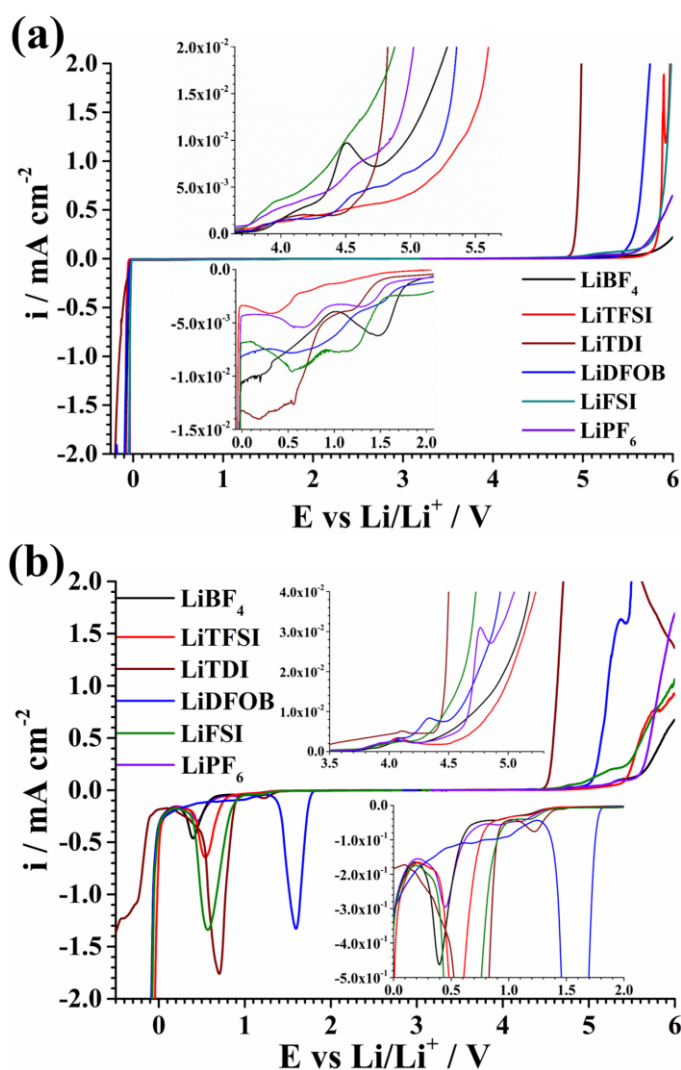 (a)
i / mA cm⁻²
2.0
1.5
1.0
0.5
0.0
-0.5
-1.0
-1.5
-2.0
2.0x10⁻²
1.5x10⁻²
1.0x10⁻²
5.0x10⁻³
0.0
4.0 4.5 5.0 5.5
0.0
-5.0x10⁻³
-1.0x10⁻²
-1.5x10⁻²
0.0 0.5 1.0 1.5 2.0
LiBF₄
LiTFSI
LiTDI
LiDFOB
LiFSI
LiPF₆
0 1 2 3 4 5 6
E vs Li/Li⁺ / V
(b)
i / mA cm⁻²
2.0
1.5
1.0
0.5
0.0
-0.5
-1.0
-1.5
-2.0
LiBF₄
LiTFSI
LiTDI
LiDFOB
LiFSI
LiPF₆
4.0x10⁻²
3.0x10⁻²
2.0x10⁻²
1.0x10⁻²
0.0
3.5 4.0 4.5 5.0
0.0
-1.0x10⁻¹
-2.0x10⁻¹
-3.0x10⁻¹
-4.0x10⁻¹
-5.0x10⁻¹
0.0 0.5 1.0 1.5 2.0
0 1 2 3 4 5 6
E vs Li/Li⁺ / V